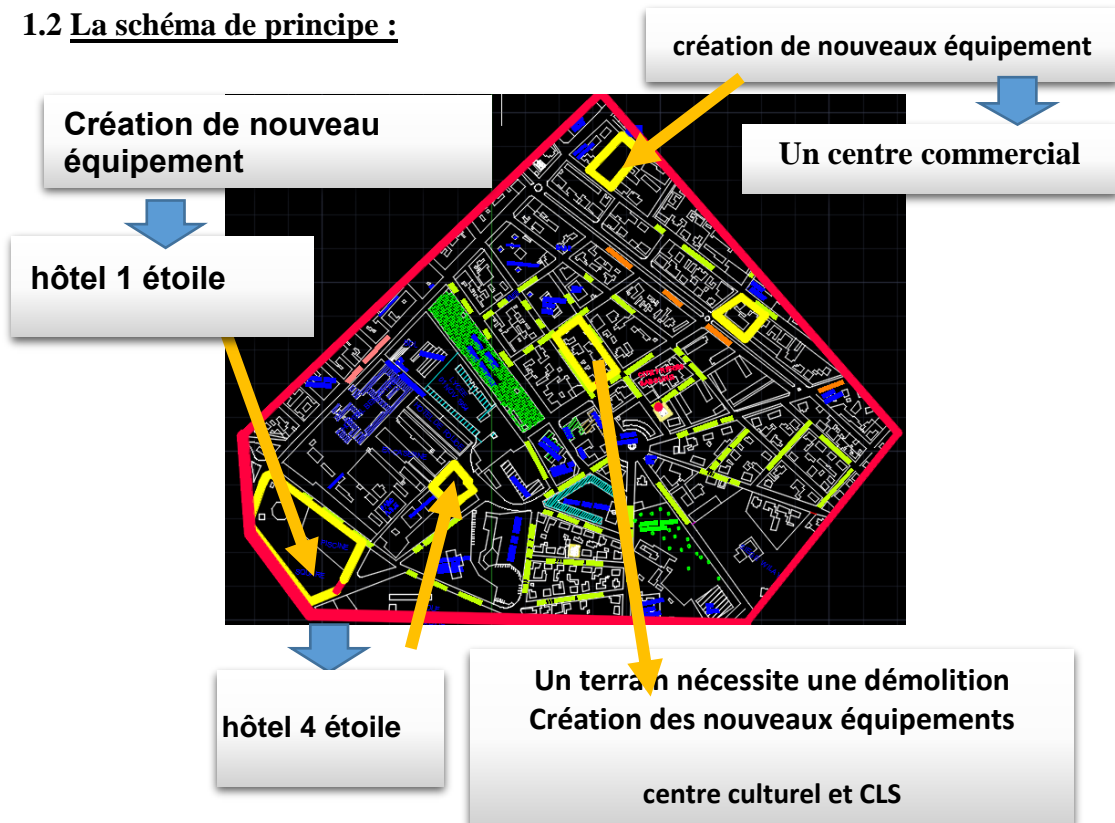 1.2 La schéma de principe :
création de nouveaux équipement
Un centre commercial
Création de nouveau
équipement
hôtel 1 étoile
hôtel 4 étoile
Un terrain nécessite une démolition
Création des nouveaux équipements
centre culturel et CLS